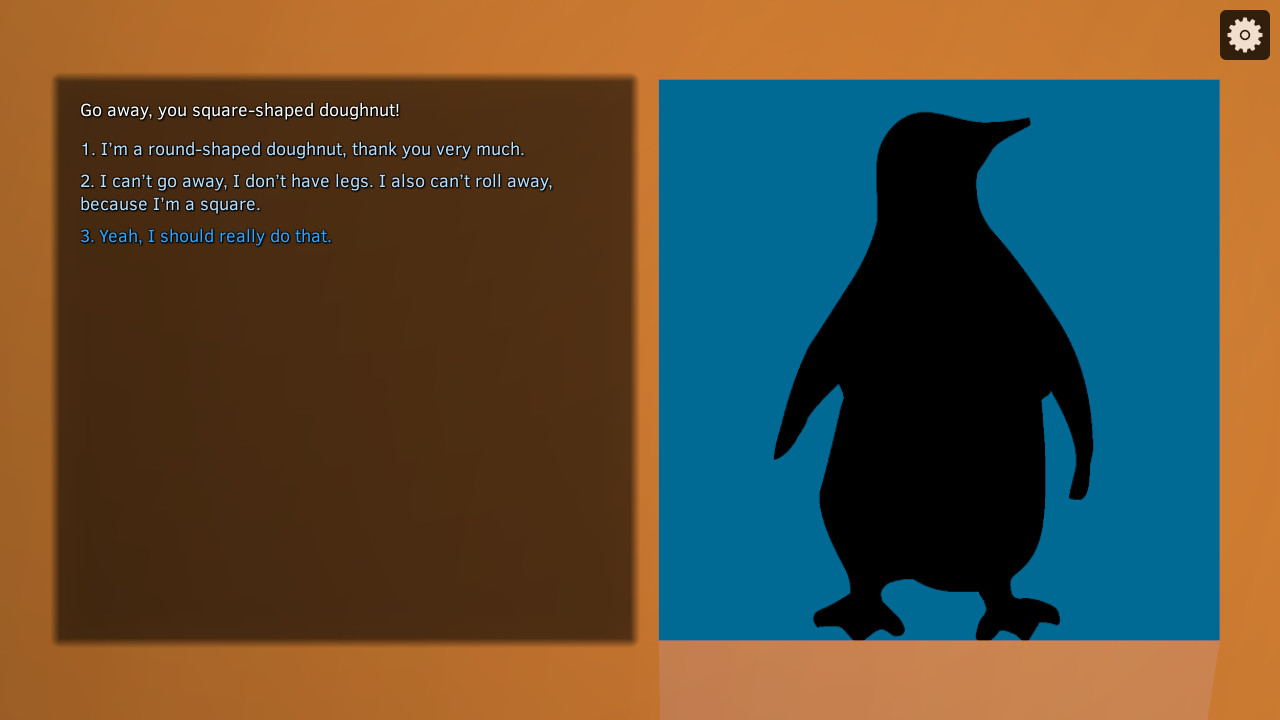 Go away, you square-shaped doughnut!
1. I’m a round-shaped doughnut, thank you very much.
2. I can’t go away, I don’t have legs. I also can’t roll away,
because I’m a square.
3. Yeah, I should really do that.